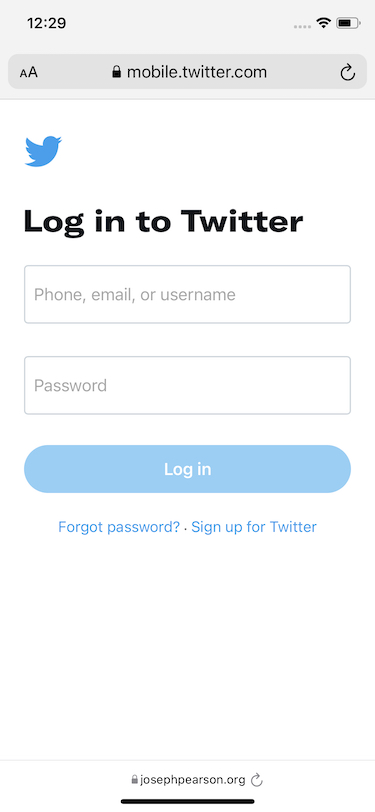 12:29
AA mobile.twitter.com
Log in to Twitter
Phone, email, or username
Password
Log in
Forgot password? · Sign up for Twitter
josephpearson.org